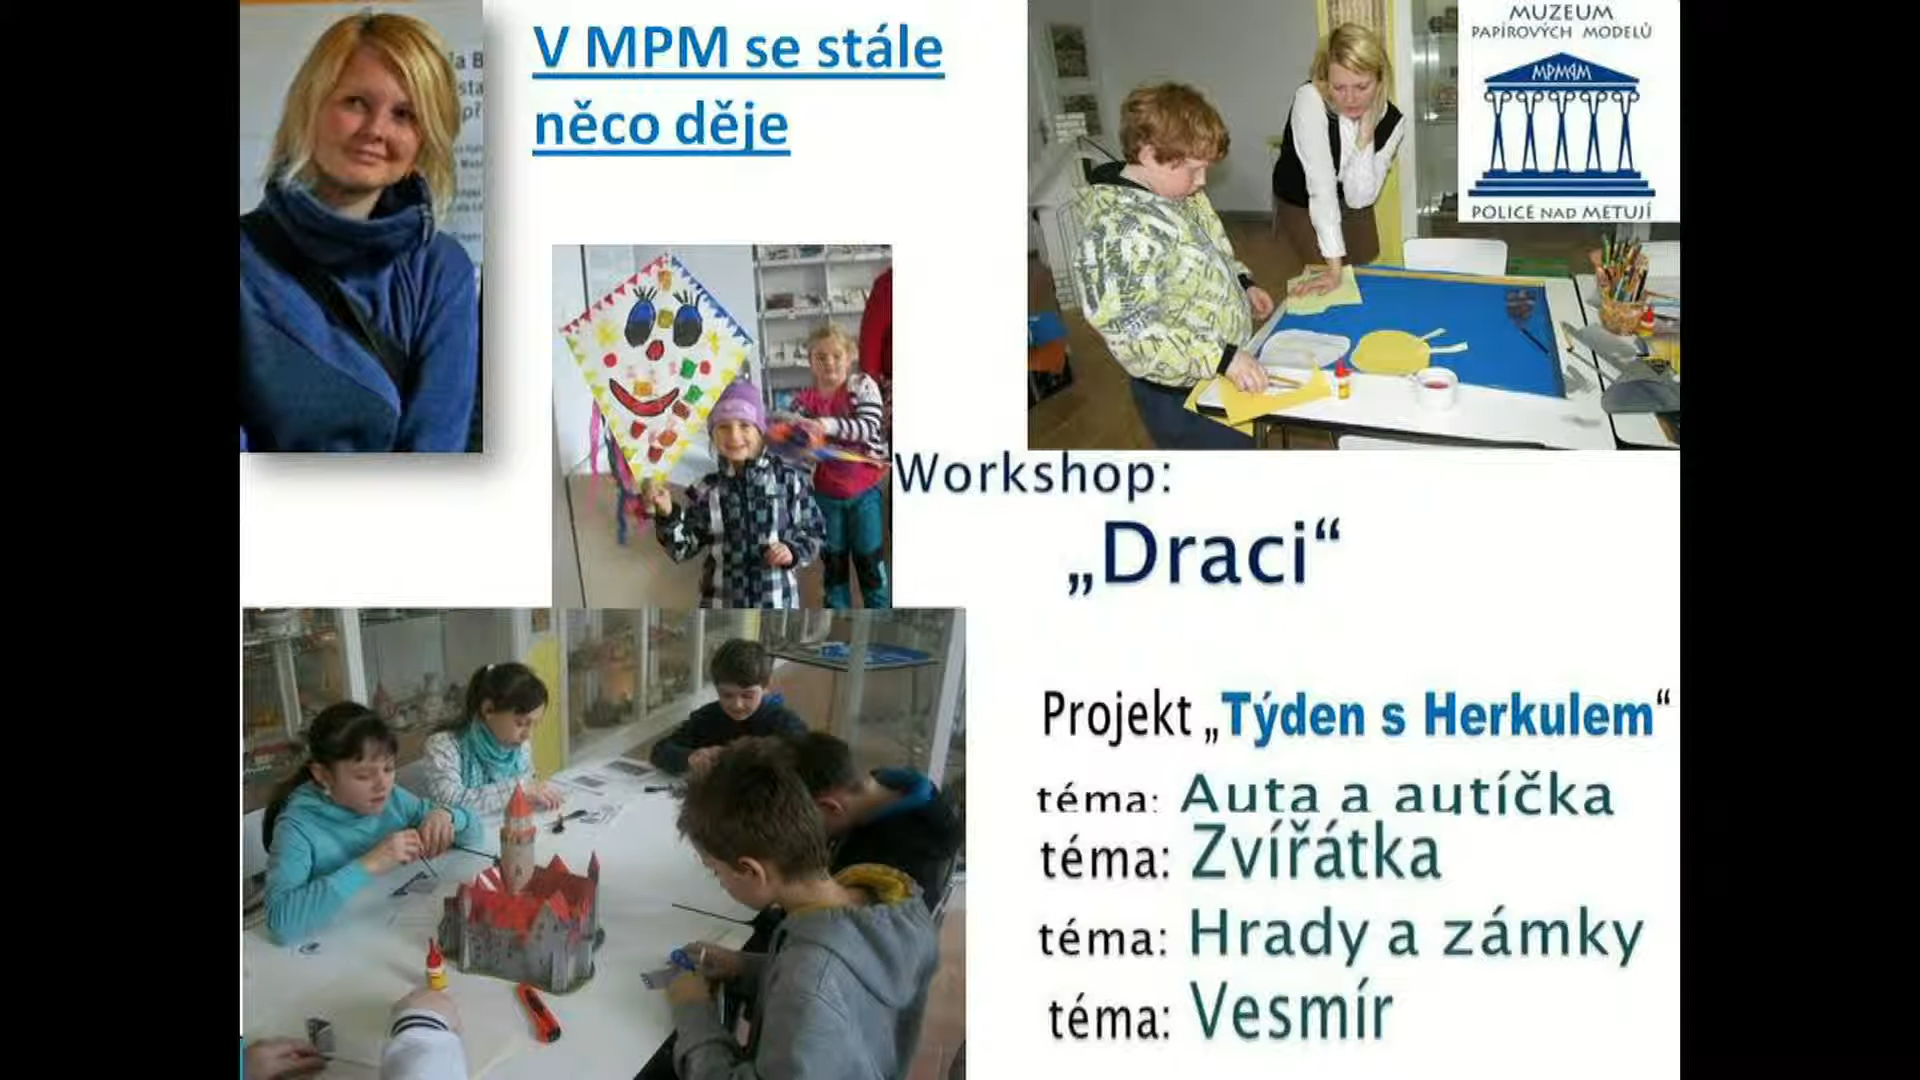 V MPM se stále
něco děje
MUZEUM
PAPÍROVÝCH MODELŮ
MPMPM
POLICE NAD METUJÍ
Workshop:
„Draci“
Projekt „Týden s Herkulem“
téma: Auta a autíčka
téma: Zvířátka
téma: Hrady a zámky
téma: Vesmír